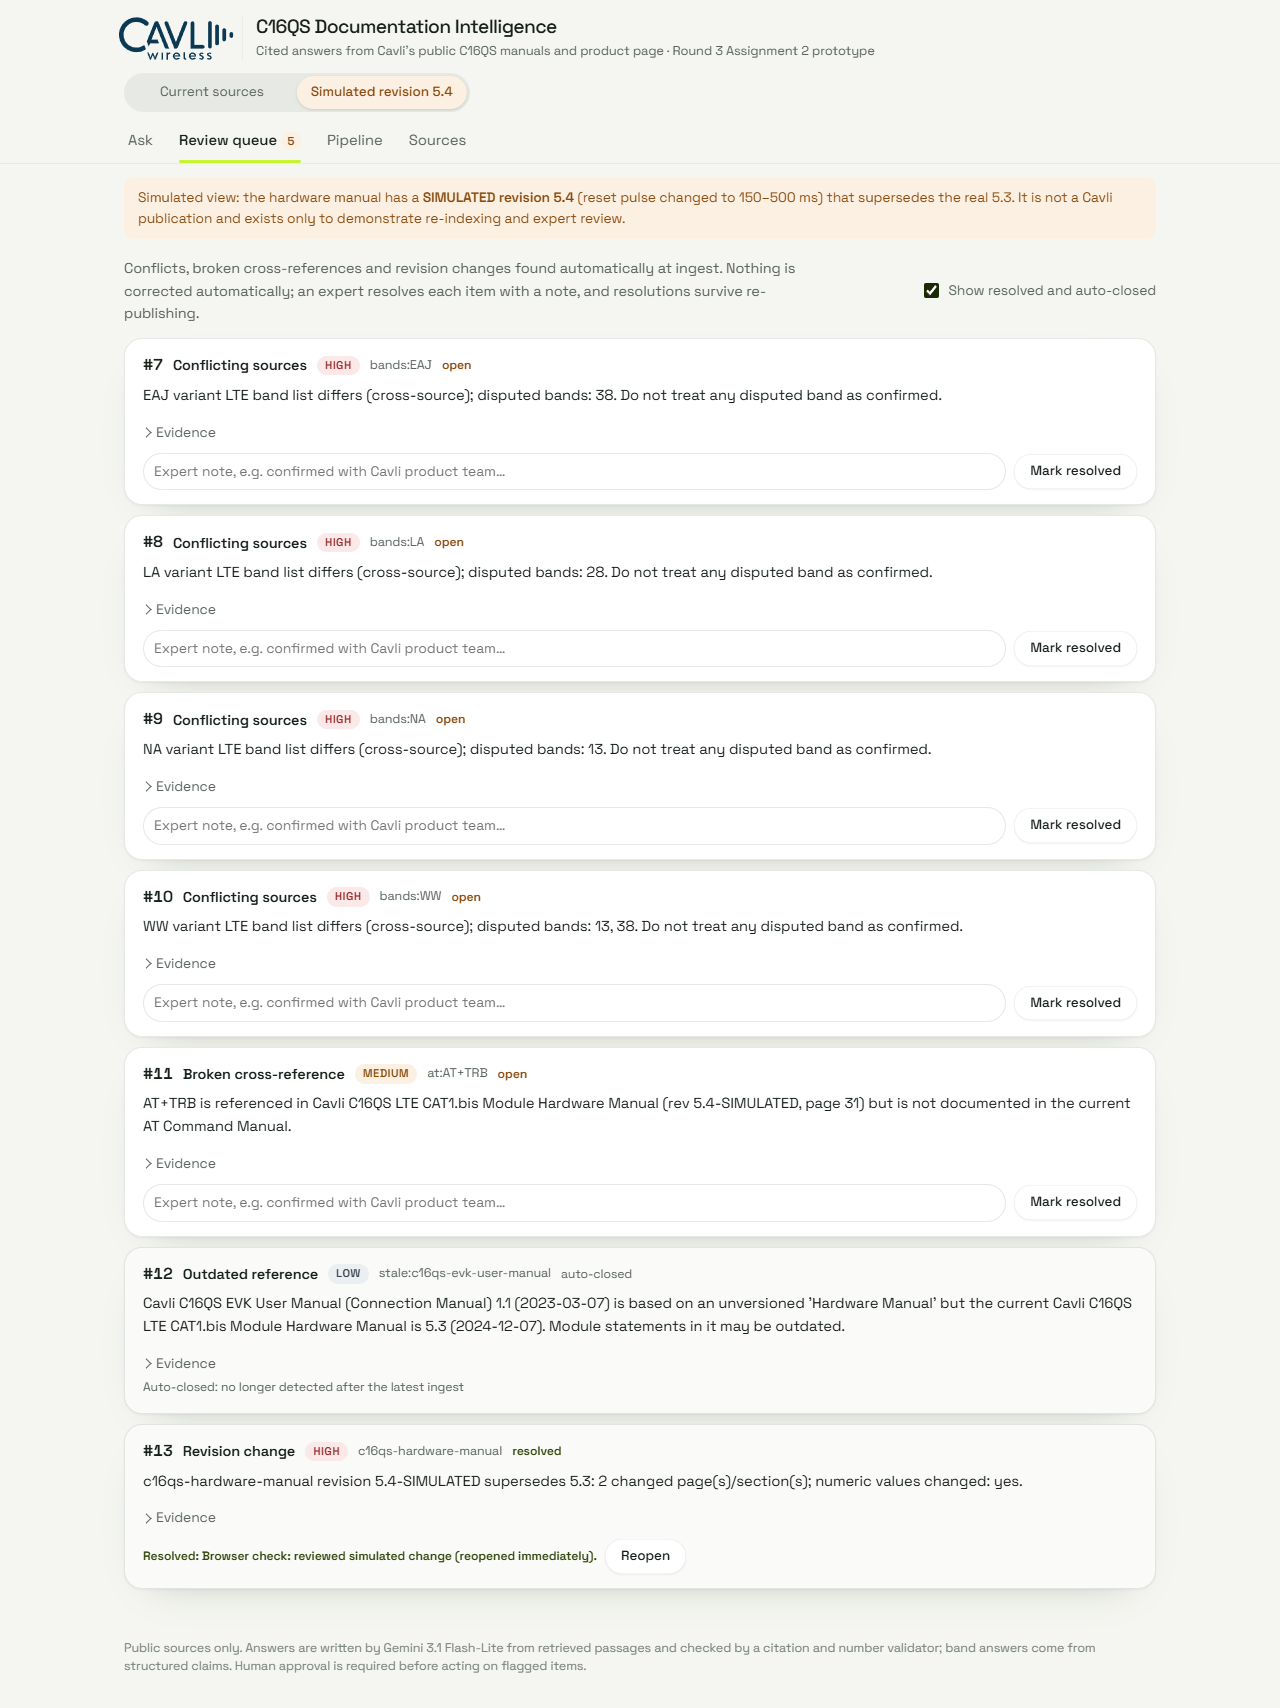 CAVLI
wireless
C16QS Documentation Intelligence
Cited answers from Cavli's public C16QS manuals and product page · Round 3 Assignment 2 prototype
Current sources
Simulated revision 5.4
Ask
Review queue 5
Pipeline
Sources
Simulated view: the hardware manual has a SIMULATED revision 5.4 (reset pulse changed to 150–500 ms) that supersedes the real 5.3. It is not a Cavli
publication and exists only to demonstrate re-indexing and expert review.
Conflicts, broken cross-references and revision changes found automatically at ingest. Nothing is
corrected automatically; an expert resolves each item with a note, and resolutions survive re-
publishing.
Show resolved and auto-closed
#7 Conflicting sources HIGH bands:EAJ open
EAJ variant LTE band list differs (cross-source); disputed bands: 38. Do not treat any disputed band as confirmed.
Evidence
Expert note, e.g. confirmed with Cavli product team…
Mark resolved
#8 Conflicting sources HIGH bands:LA open
LA variant LTE band list differs (cross-source); disputed bands: 28. Do not treat any disputed band as confirmed.
Evidence
Expert note, e.g. confirmed with Cavli product team…
Mark resolved
#9 Conflicting sources HIGH bands:NA open
NA variant LTE band list differs (cross-source); disputed bands: 13. Do not treat any disputed band as confirmed.
Evidence
Expert note, e.g. confirmed with Cavli product team…
Mark resolved
#10 Conflicting sources HIGH bands:WW open
WW variant LTE band list differs (cross-source); disputed bands: 13, 38. Do not treat any disputed band as confirmed.
Evidence
Expert note, e.g. confirmed with Cavli product team…
Mark resolved
#11 Broken cross-reference MEDIUM at:AT+TRB open
AT+TRB is referenced in Cavli C16QS LTE CAT1.bis Module Hardware Manual (rev 5.4-SIMULATED, page 31) but is not documented in the current
AT Command Manual.
Evidence
Expert note, e.g. confirmed with Cavli product team…
Mark resolved
#12 Outdated reference LOW stale:c16qs-evk-user-manual auto-closed
Cavli C16QS EVK User Manual (Connection Manual) 1.1 (2023-03-07) is based on an unversioned 'Hardware Manual' but the current Cavli C16QS
LTE CAT1.bis Module Hardware Manual is 5.3 (2024-12-07). Module statements in it may be outdated.
Evidence
Auto-closed: no longer detected after the latest ingest
#13 Revision change HIGH c16qs-hardware-manual resolved
c16qs-hardware-manual revision 5.4-SIMULATED supersedes 5.3: 2 changed page(s)/section(s); numeric values changed: yes.
Evidence
Resolved: Browser check: reviewed simulated change (reopened immediately).
Reopen
Public sources only. Answers are written by Gemini 3.1 Flash-Lite from retrieved passages and checked by a citation and number validator; band answers come from
structured claims. Human approval is required before acting on flagged items.